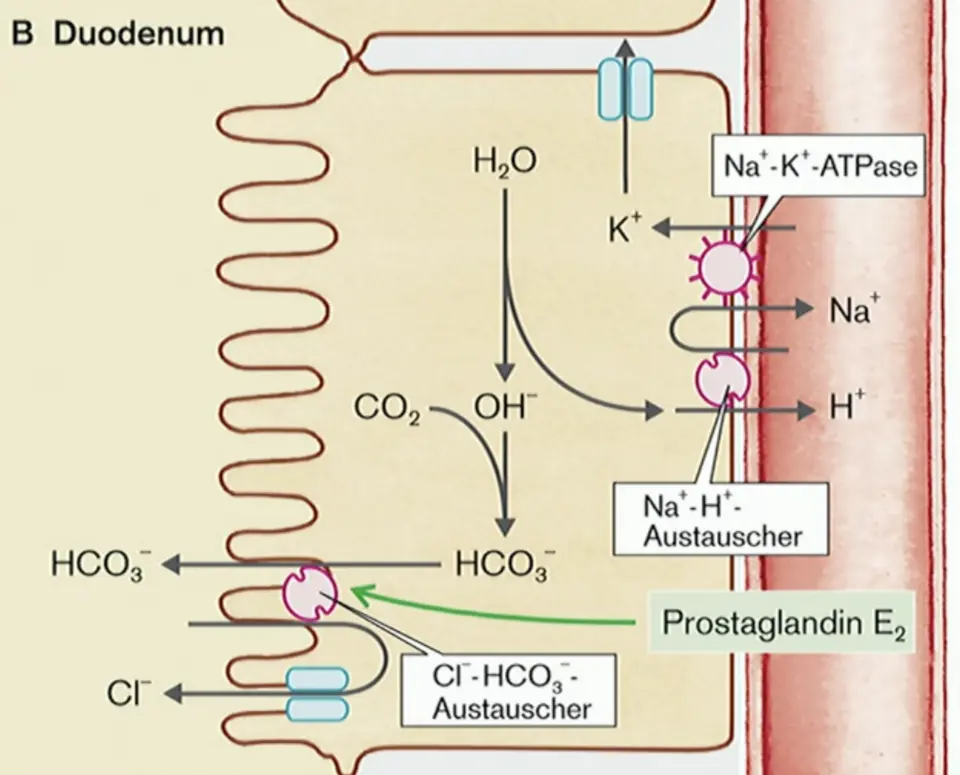 B Duodenum
H₂O
Na⁺-K⁺-ATPase
K⁺
Na⁺
CO₂
OH⁻
H⁺
Na⁺-H⁺-
Austauscher
HCO₃⁻
HCO₃⁻
Prostaglandin E₂
Cl⁻
Cl⁻-HCO₃⁻-
Austauscher